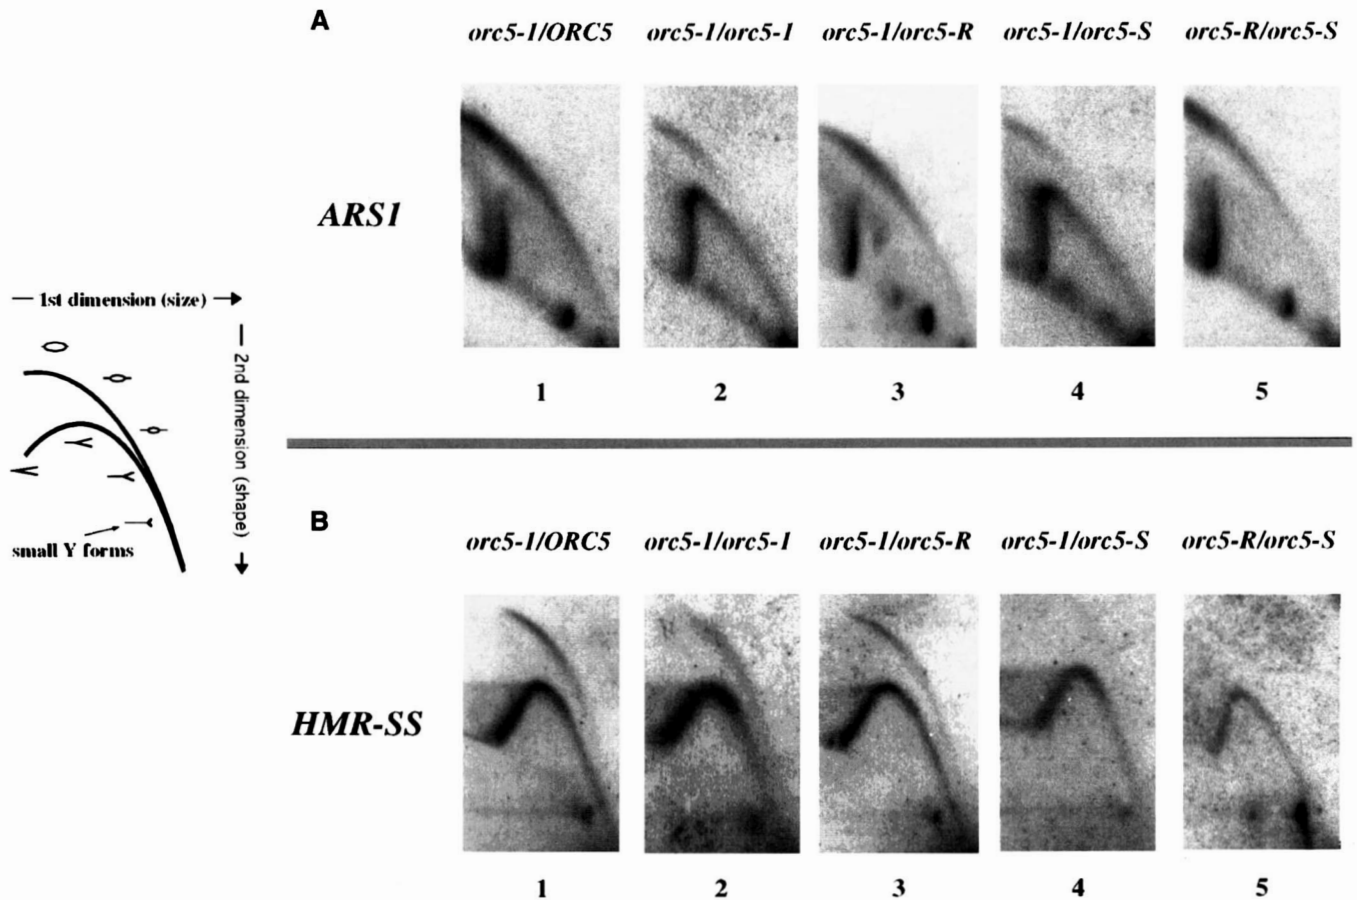 A
orc5-1/ORC5 orc5-1/orc5-1 orc5-1/orc5-R orc5-1/orc5-S orc5-R/orc5-S
ARS1
1 2 3 4 5
1st dimension (size)
2nd dimension (shape)
small Y forms
B
orc5-1/ORC5 orc5-1/orc5-1 orc5-1/orc5-R orc5-1/orc5-S orc5-R/orc5-S
HMR-SS
1 2 3 4 5